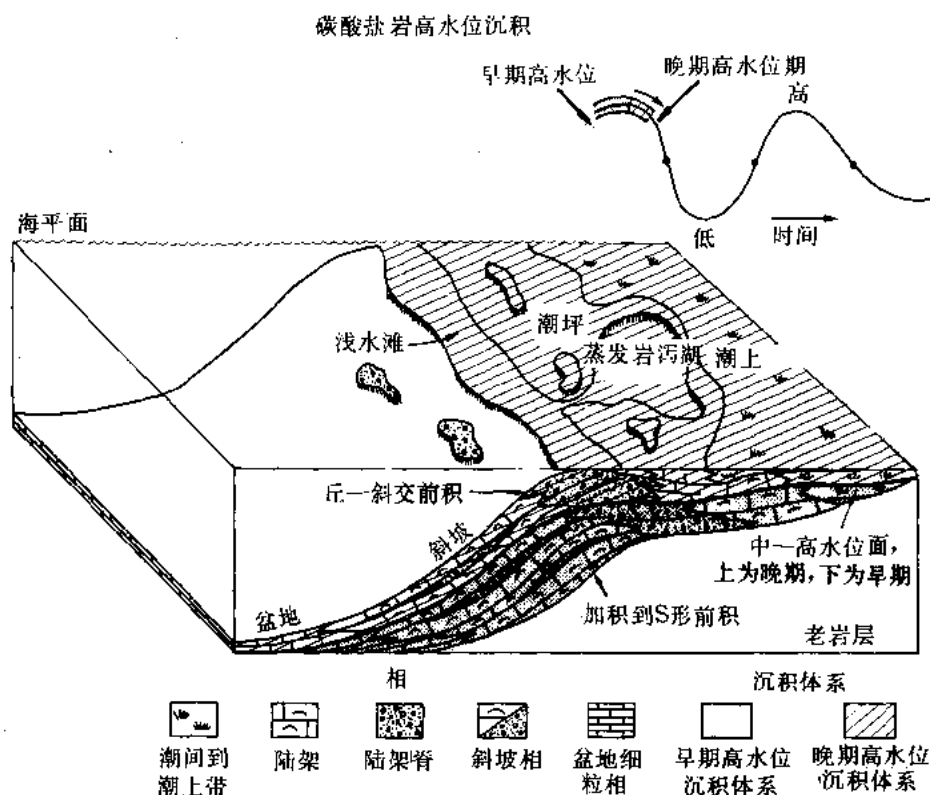 碳酸盐岩高水位沉积
早期高水位
晚期高水位期
高
低
时间
海平面
浅水滩
潮坪
蒸发岩泻湖
潮上
丘—斜交前积
斜坡
盆地
中—高水位面，
上为晚期，下为早期
加积到S形前积
老岩层
相
沉积体系
潮间到
潮上带
陆架
陆架脊
斜坡相
盆地细
粒相
早期高水位
沉积体系
晚期高水位
沉积体系